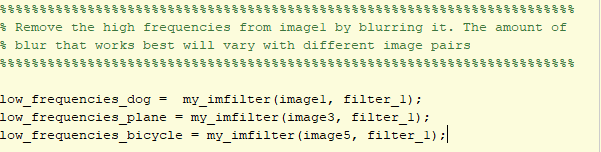 %%%%%%%%%%%%%%%%%%%%%%%%%%%%%%%%%%%%%%%%%%%%%%%%%%%%%%%%%%%%%%%%%%%%%%%%%%
% Remove the high frequencies from image1 by blurring it. The amount of
% blur that works best will vary with different image pairs
%%%%%%%%%%%%%%%%%%%%%%%%%%%%%%%%%%%%%%%%%%%%%%%%%%%%%%%%%%%%%%%%%%%%%%%%%%
low_frequencies_dog =  my_imfilter(image1, filter_1);
low_frequencies_plane = my_imfilter(image3, filter_1);
low_frequencies_bicycle = my_imfilter(image5, filter_1);